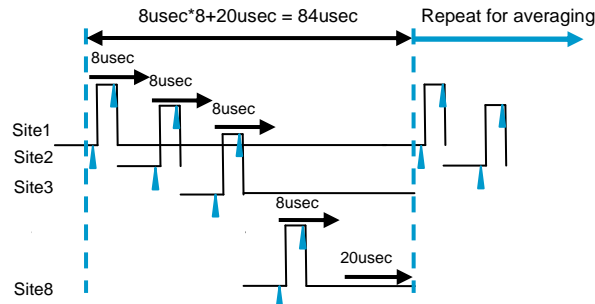 8usec*8+20usec = 84usec
Repeat for averaging
8usec
8usec
8usec
Site1
Site2
Site3
8usec
20usec
Site8